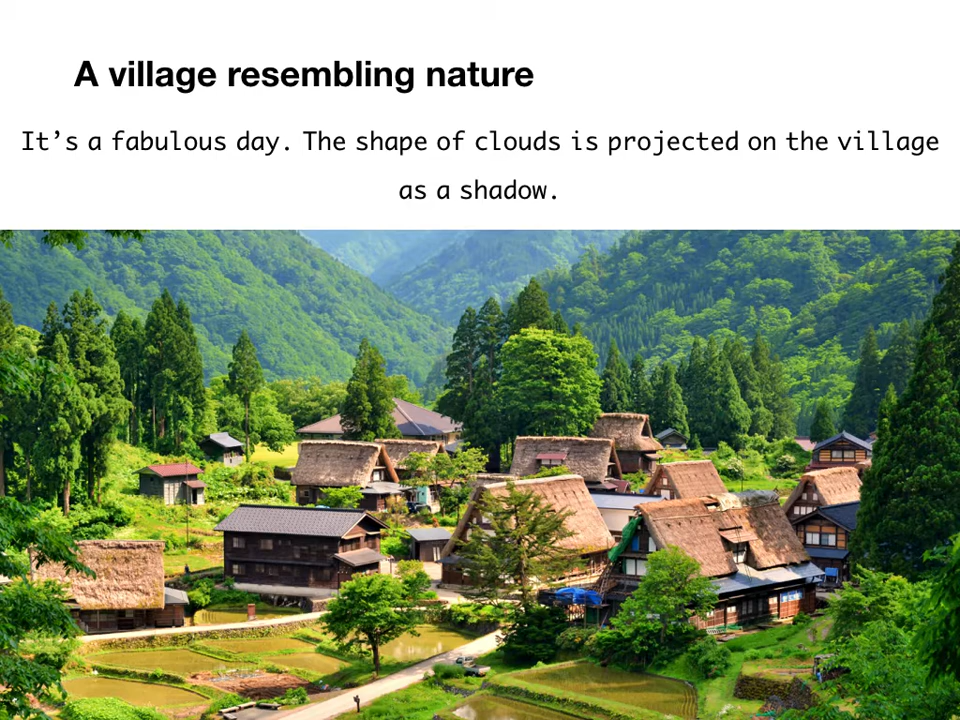 A village resembling nature
It’s a fabulous day. The shape of clouds is projected on the village
as a shadow.